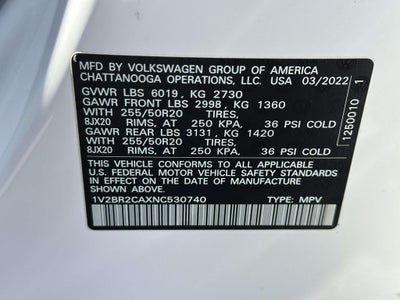 MFD BY VOLKSWAGEN GROUP OF AMERICA
CHATTANOOGA OPERATIONS, LLC. USA 03/2022
GVWR LBS 6019, KG 2730
GAWR FRONT LBS 2998, KG 1360
WITH 255/50R20 TIRES,
8JX20 RIMS, AT 250 KPA, 36 PSI COLD
GAWR REAR LBS 3131, KG 1420
WITH 255/50R20 TIRES,
8JX20 RIMS, AT 250 KPA, 36 PSI COLD
THIS VEHICLE CONFORMS TO ALL APPLICABLE
U.S. FEDERAL MOTOR VEHICLE SAFETY STANDARDS
IN EFFECT ON THE DATE OF MANUFACTURE
SHOWN ABOVE
1V2BR2CAXNC530740 TYPE: MPV
1250010 1